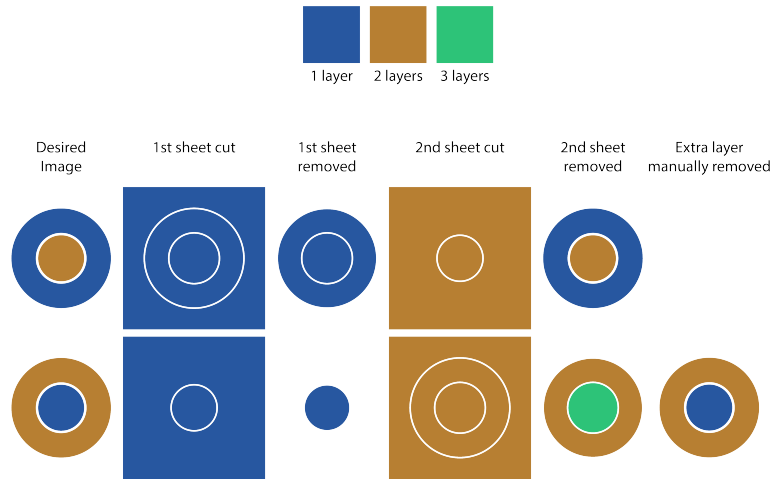 1 layer
2 layers
3 layers
Desired
Image
1st sheet cut
1st sheet
removed
2nd sheet cut
2nd sheet
removed
Extra layer
manually removed